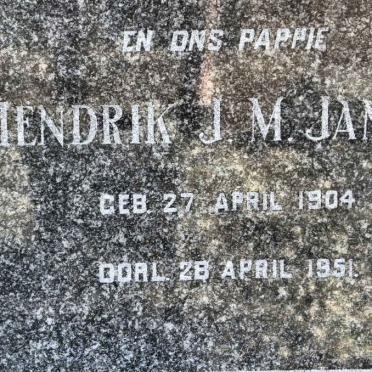 EN ONS PAPPIE
HENDRIK J. M. JAN
GEB. 27 APRIL 1904.
OORL. 28 APRIL 1951.